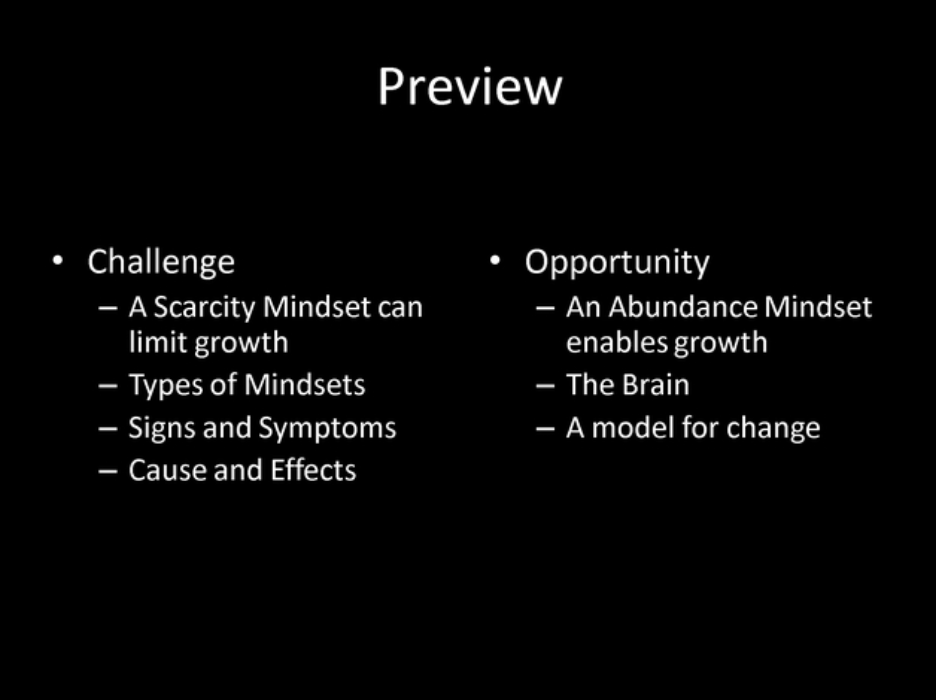 Preview
• Challenge
– A Scarcity Mindset can
limit growth
– Types of Mindsets
– Signs and Symptoms
– Cause and Effects
• Opportunity
– An Abundance Mindset
enables growth
– The Brain
– A model for change